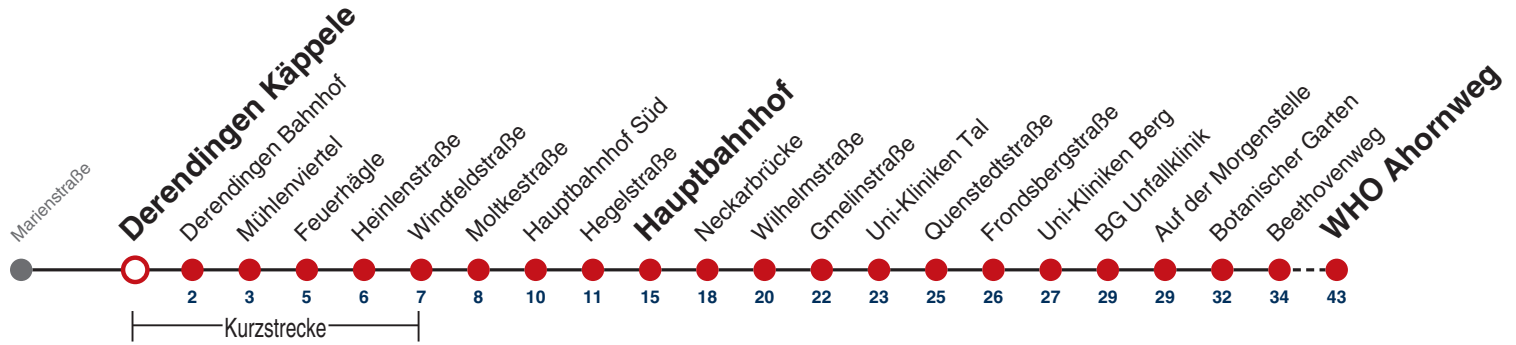 Marienstraße
Derendingen Käppele
Derendingen Bahnhof
Mühlenviertel
Feuerhägle
Heinlenstraße
Windfeldstraße
Moltkestraße
Hauptbahnhof Süd
Hegelstraße
Hauptbahnhof
Neckarbrücke
Wilhelmstraße
Gmelinstraße
Uni-Kliniken Tal
Quenstedtstraße
Frondsbergstraße
Uni-Kliniken Berg
BG Unfallklinik
Auf der Morgenstelle
Botanischer Garten
Beethovenweg
WHO Ahornweg
2 3 5 6 7 8 10 11 15 18 20 22 23 25 26 27 29 29 32 34 43
Kurzstrecke